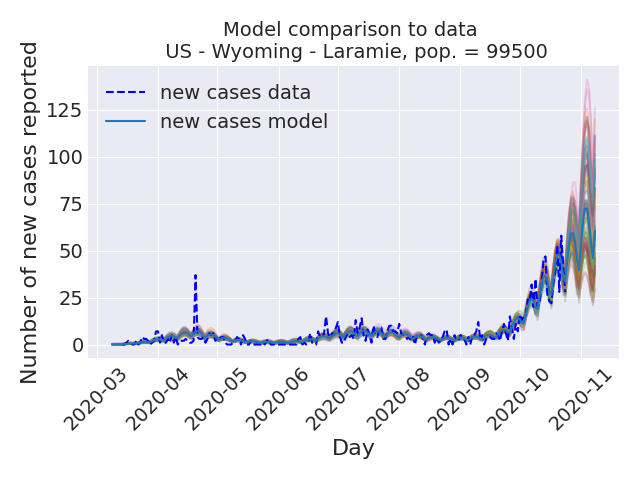 Model comparison to data
US - Wyoming - Laramie, pop. = 99500
Number of new cases reported
125
100
75
50
25
0
new cases data
new cases model
2020-03
2020-04
2020-05
2020-06
2020-07
2020-08
2020-09
2020-10
2020-11
Day